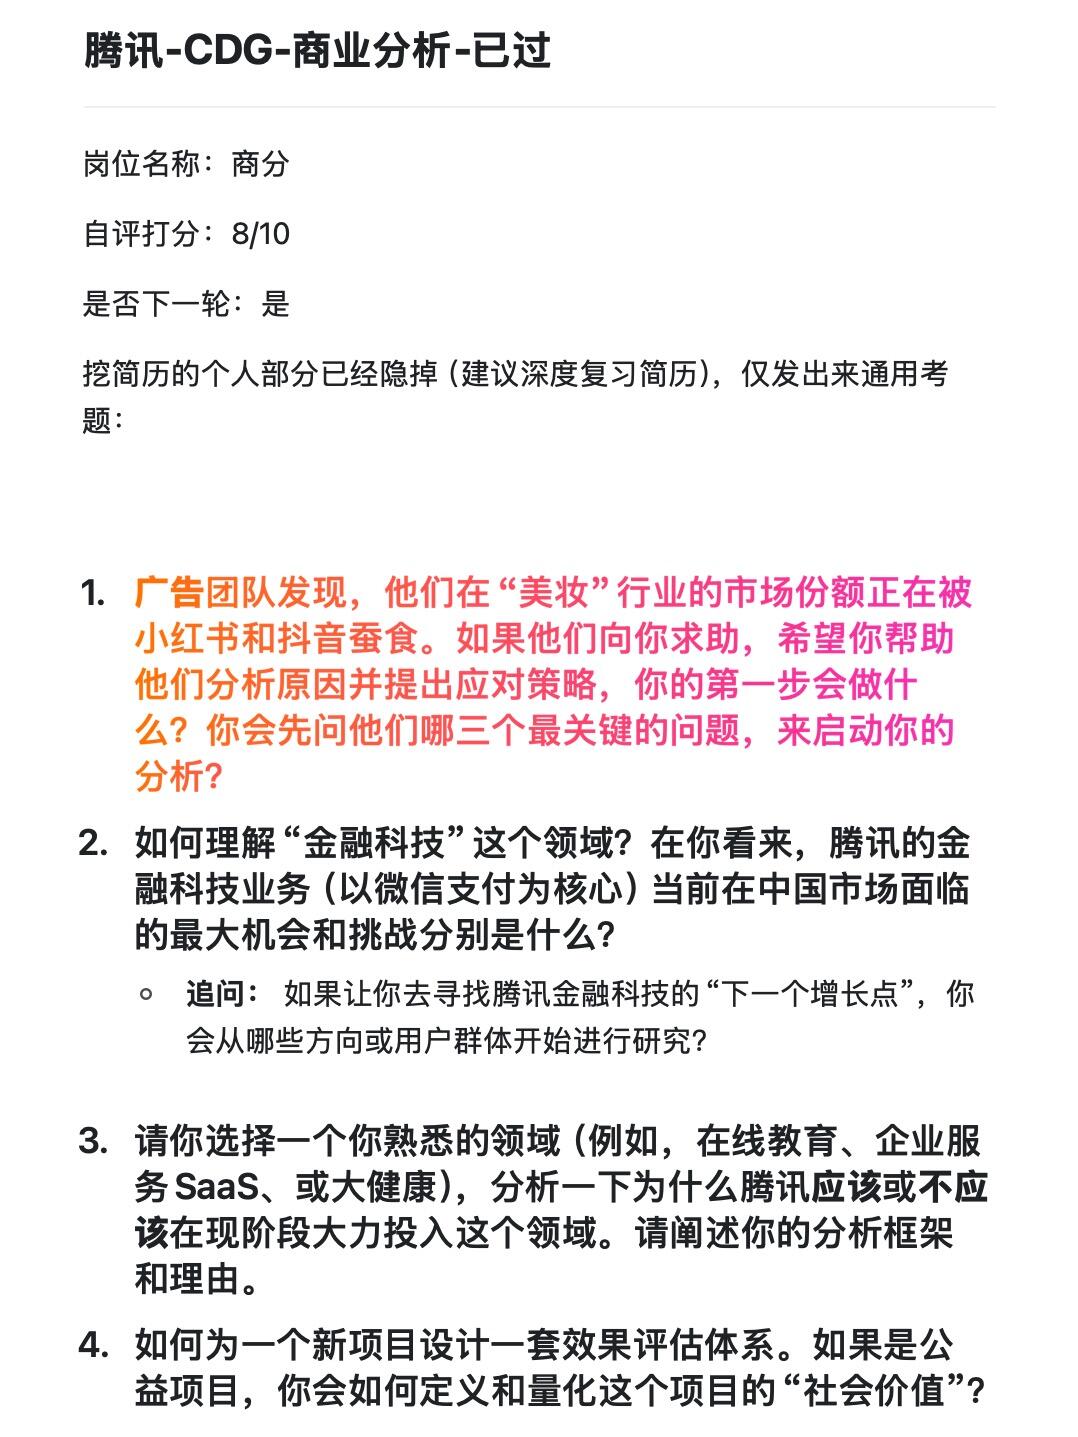 腾讯-CDG-商业分析-已过
岗位名称：商分
自评打分：8/10
是否下一轮：是
挖简历的个人部分已经隐掉（建议深度复习简历），仅发出来通用考
题：
1. 广告团队发现，他们在“美妆”行业的市场份额正在被
小红书和抖音蚕食。如果他们向你求助，希望你帮助
他们分析原因并提出应对策略，你的第一步会做什
么？你会先问他们哪三个最关键的问题，来启动你的
分析？
2. 如何理解“金融科技”这个领域？在你看来，腾讯的金
融科技业务（以微信支付为核心）当前在中国市场面临
的最大机会和挑战分别是什么？
○ 追问： 如果让你去寻找腾讯金融科技的“下一个增长点”，你
会从哪些方向或用户群体开始进行研究？
3. 请你选择一个你熟悉的领域（例如，在线教育、企业服
务 SaaS、或大健康），分析一下为什么腾讯应该或不应
该在现阶段大力投入这个领域。请阐述你的分析框架
和理由。
4. 如何为一个新项目设计一套效果评估体系。如果是公
益项目，你会如何定义和量化这个项目的“社会价值”？